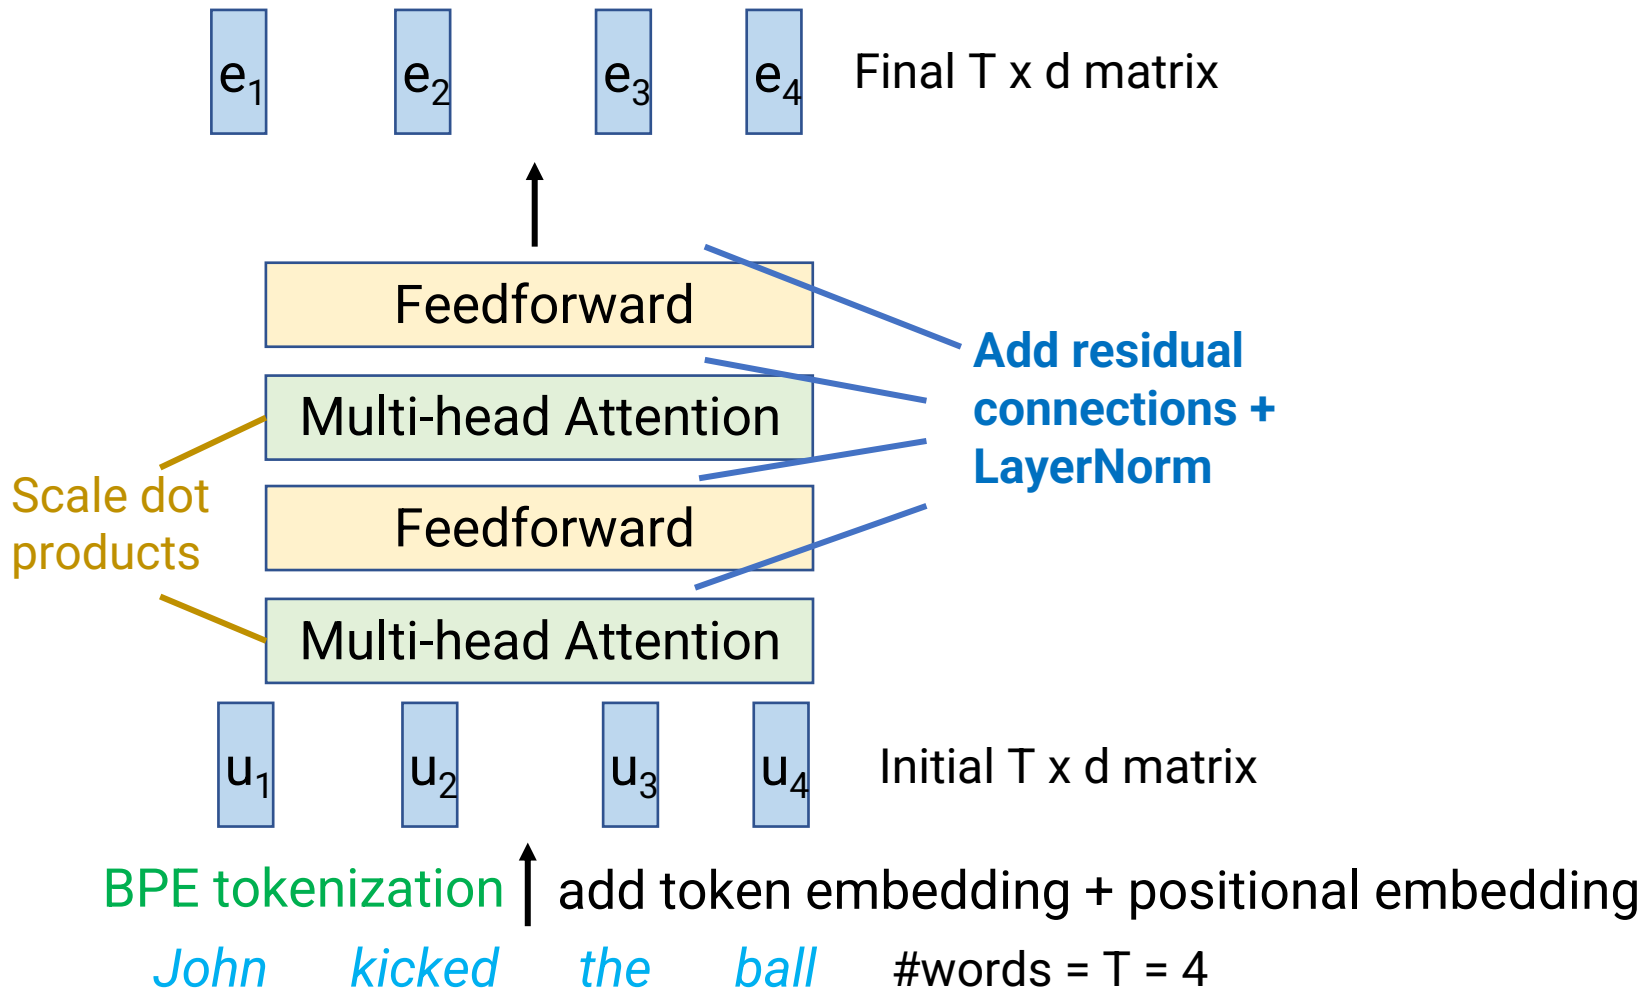 e1 e2 e3 e4 Final T x d matrix
Feedforward
Add residual
connections +
LayerNorm
Multi-head Attention
Scale dot
products
Feedforward
Multi-head Attention
u1 u2 u3 u4 Initial T x d matrix
BPE tokenization add token embedding + positional embedding
John kicked the ball #words = T = 4